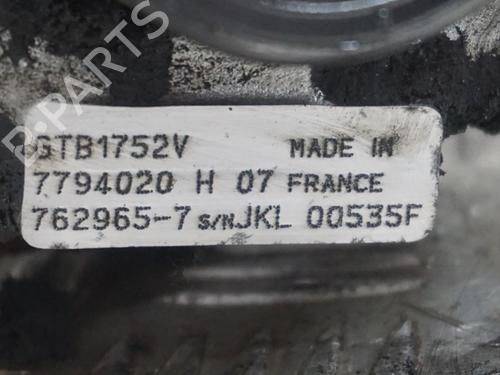 B-PARTS
GTB1752V MADE IN
7794020 H 07 FRANCE
762965-7 S/N JKL 00535F